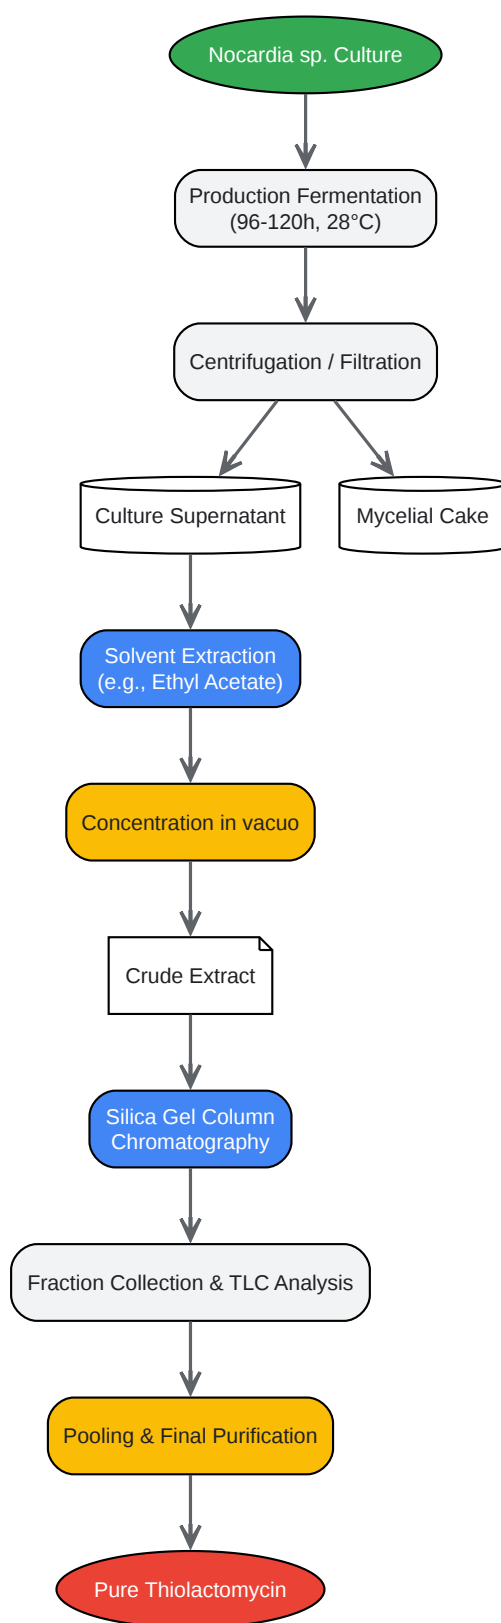 Nocardia sp. Culture
Production Fermentation
(96-120h, 28°C)
Centrifugation / Filtration
Culture Supernatant
Mycelial Cake
Solvent Extraction
(e.g., Ethyl Acetate)
Concentration in vacuo
Crude Extract
Silica Gel Column
Chromatography
Fraction Collection & TLC Analysis
Pooling & Final Purification
Pure Thiolactomycin